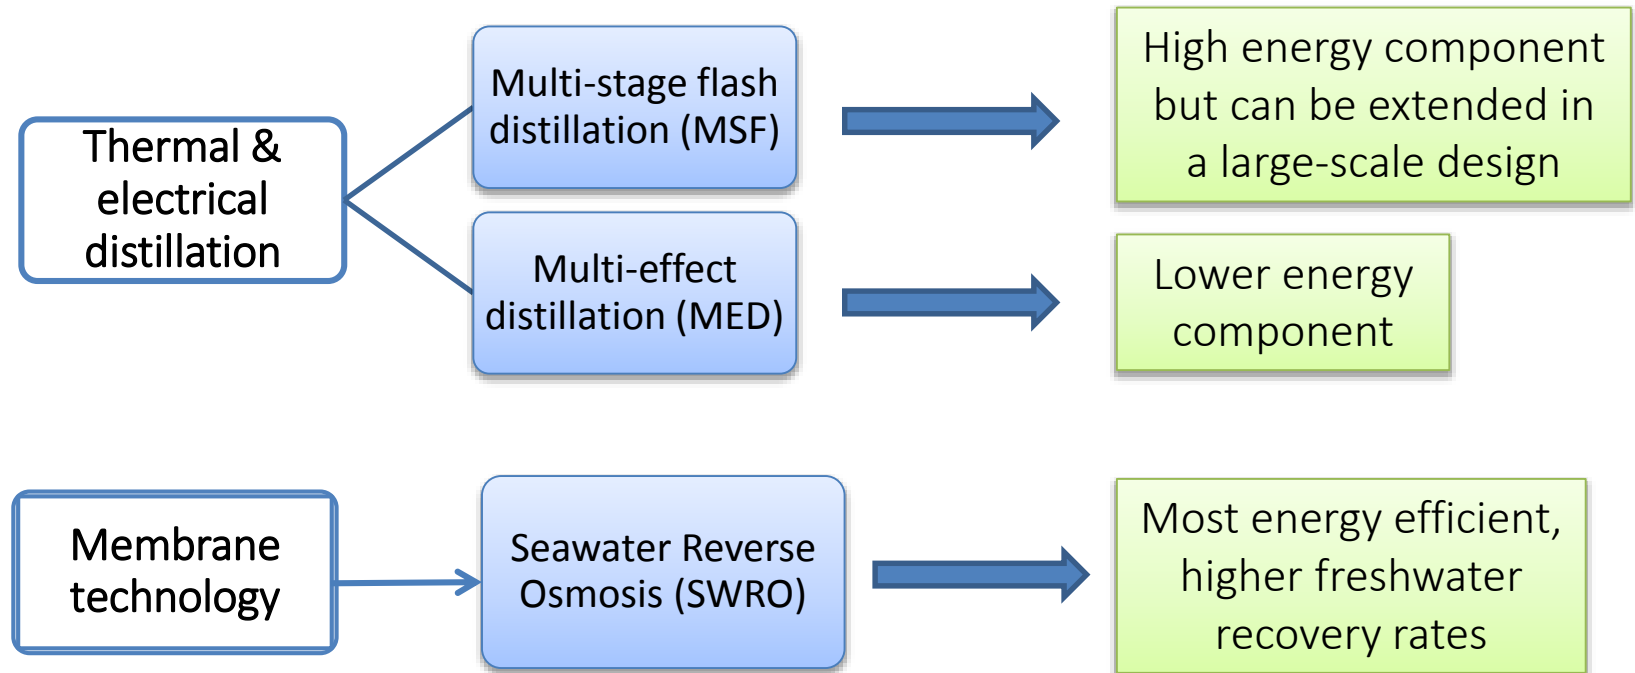 Thermal &
electrical
distillation
Multi-stage flash
distillation (MSF)
High energy component
but can be extended in
a large-scale design
Multi-effect
distillation (MED)
Lower energy
component
Membrane
technology
Seawater Reverse
Osmosis (SWRO)
Most energy efficient,
higher freshwater
recovery rates